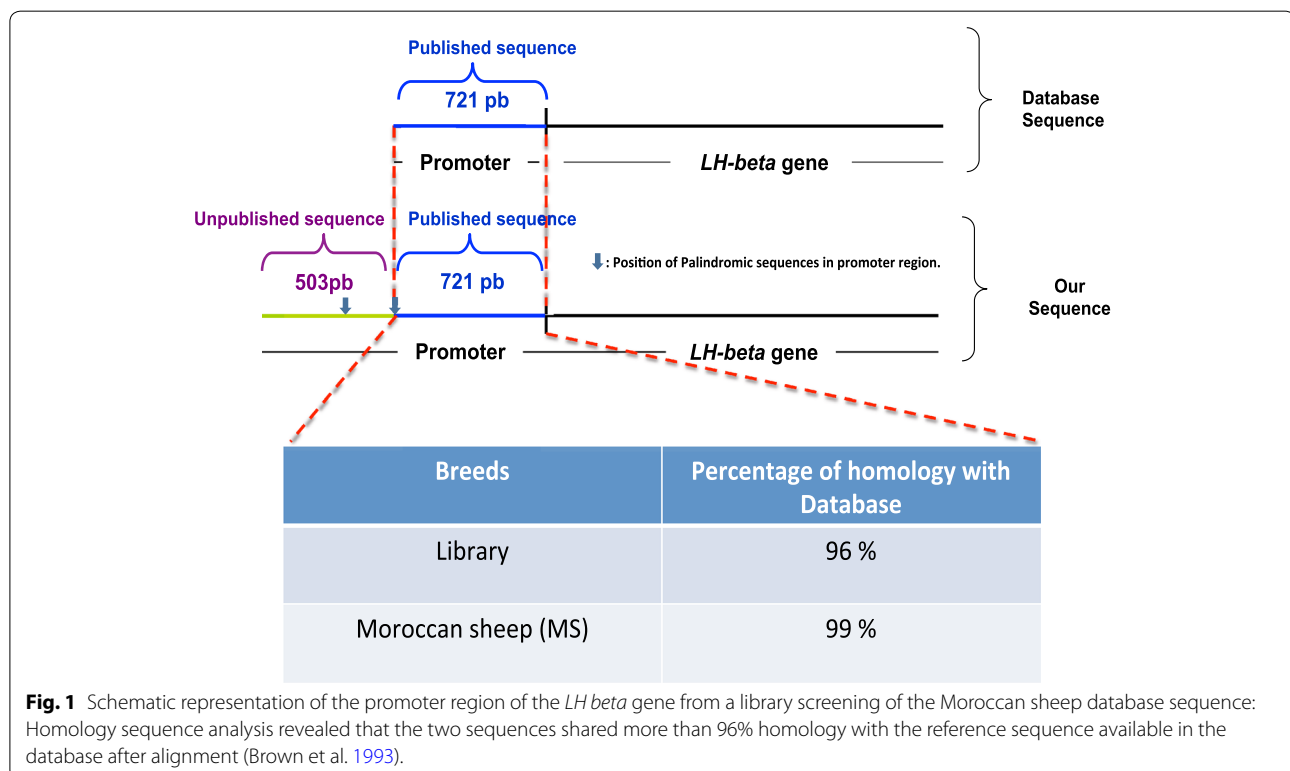 Published sequence
721 pb
Database
Sequence
Promoter
LH-beta gene
Unpublished sequence
Published sequence
: Position of Palindromic sequences in promoter region.
503pb
721 pb
Our
Sequence
Promoter
LH-beta gene
Breeds
Percentage of homology with
Database
Library
96 %
Moroccan sheep (MS)
99 %
Fig. 1 Schematic representation of the promoter region of the LH beta gene from a library screening of the Moroccan sheep database sequence:
Homology sequence analysis revealed that the two sequences shared more than 96% homology with the reference sequence available in the
database after alignment (Brown et al. 1993).